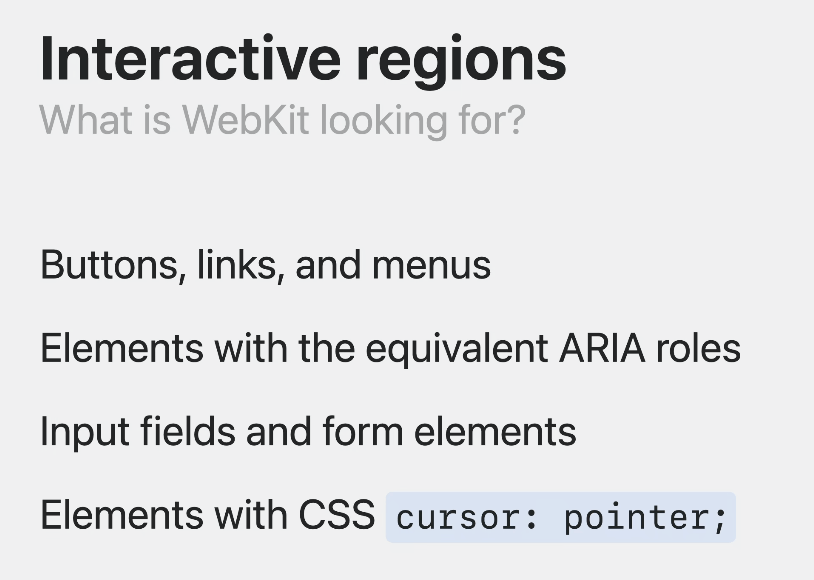 Interactive regions
What is WebKit looking for?
Buttons, links, and menus
Elements with the equivalent ARIA roles
Input fields and form elements
Elements with CSS cursor: pointer;